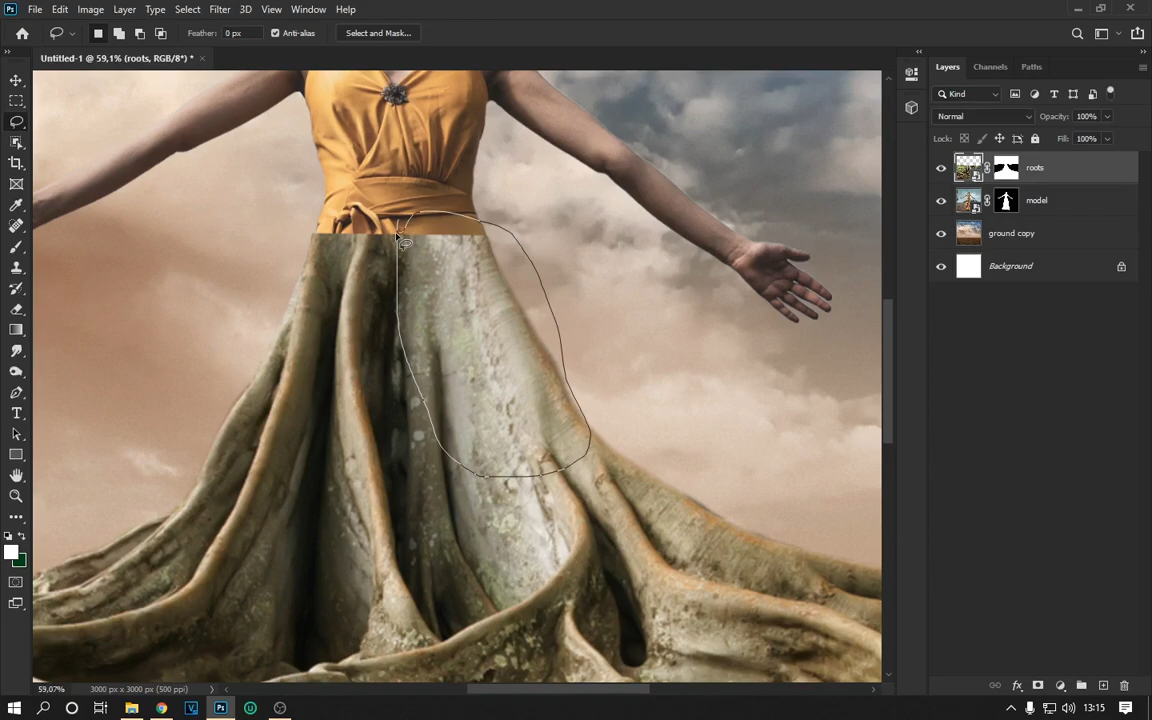 Ps File Edit Image Layer Type Select Filter 3D View Window Help
Feather: 0 px Anti-alias Select and Mask...
Untitled-1 @ 59,1% (roots, RGB/8*) * ×
Layers Channels Paths
Kind
Normal Opacity: 100%
Lock: Fill: 100%
roots
model
ground copy
Background
59,07% 3000 px x 3000 px (500 ppi)
Ps 13:15